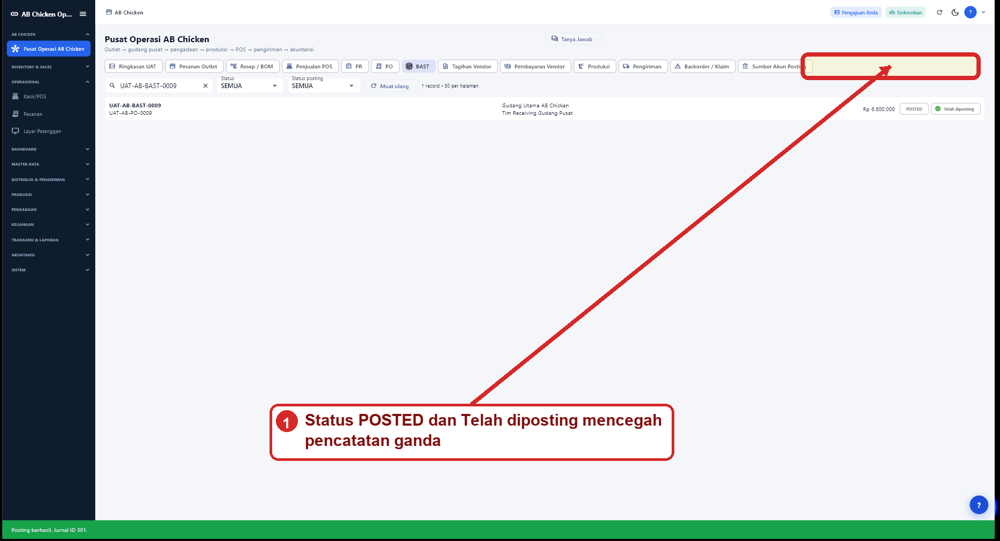 AB Chicken Op...
AB Chicken
Pengajuan Anda
Sinkronkan
?
AB CHICKEN
Pusat Operasi AB Chicken
INVENTORY & SALES
OPERASIONAL
Kasir/POS
Pesanan
Layar Pelanggan
DASHBOARD
MASTER DATA
DISTRIBUSI & PENGIRIMAN
PRODUKSI
PENGADAAN
KEUANGAN
TRANSAKSI & LAPORAN
AKUNTANSI
SISTEM
Pusat Operasi AB Chicken
Outlet → gudang pusat → pengadaan → produksi → POS → pengiriman → akuntansi
Tanya Jawab
Ringkasan UAT
Pesanan Outlet
Resep / BOM
Penjualan POS
PR
PO
BAST
Tagihan Vendor
Pembayaran Vendor
Produksi
Pengiriman
Backorder / Klaim
Sumber Akun Posting
UAT-AB-BAST-0009
Status
SEMUA
Status posting
SEMUA
Muat ulang
1 record • 50 per halaman
UAT-AB-BAST-0009
UAT-AB-PO-0009
Gudang Utama AB Chicken
Tim Receiving Gudang Pusat
Rp 6.600.000
POSTED
Telah diposting
1 Status POSTED dan Telah diposting mencegah
pencatatan ganda
?
Posting berhasil. Jurnal ID 301.